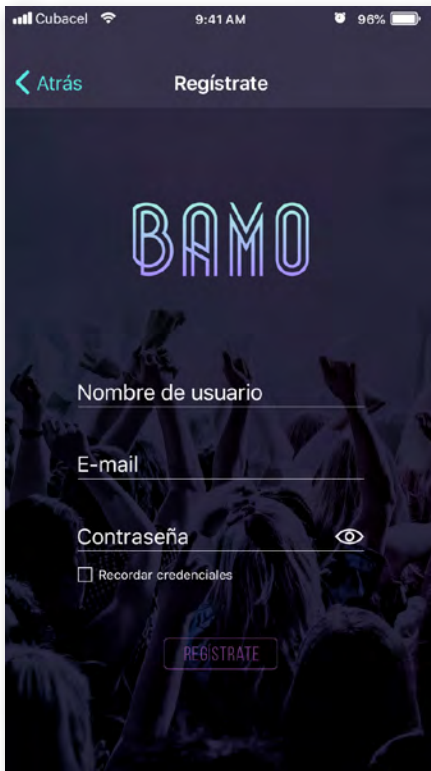 Cubacel 9:41 AM 96%
Atrás Regístrate
BAMO
Nombre de usuario
E-mail
Contraseña
Recordar credenciales
REGÍSTRATE